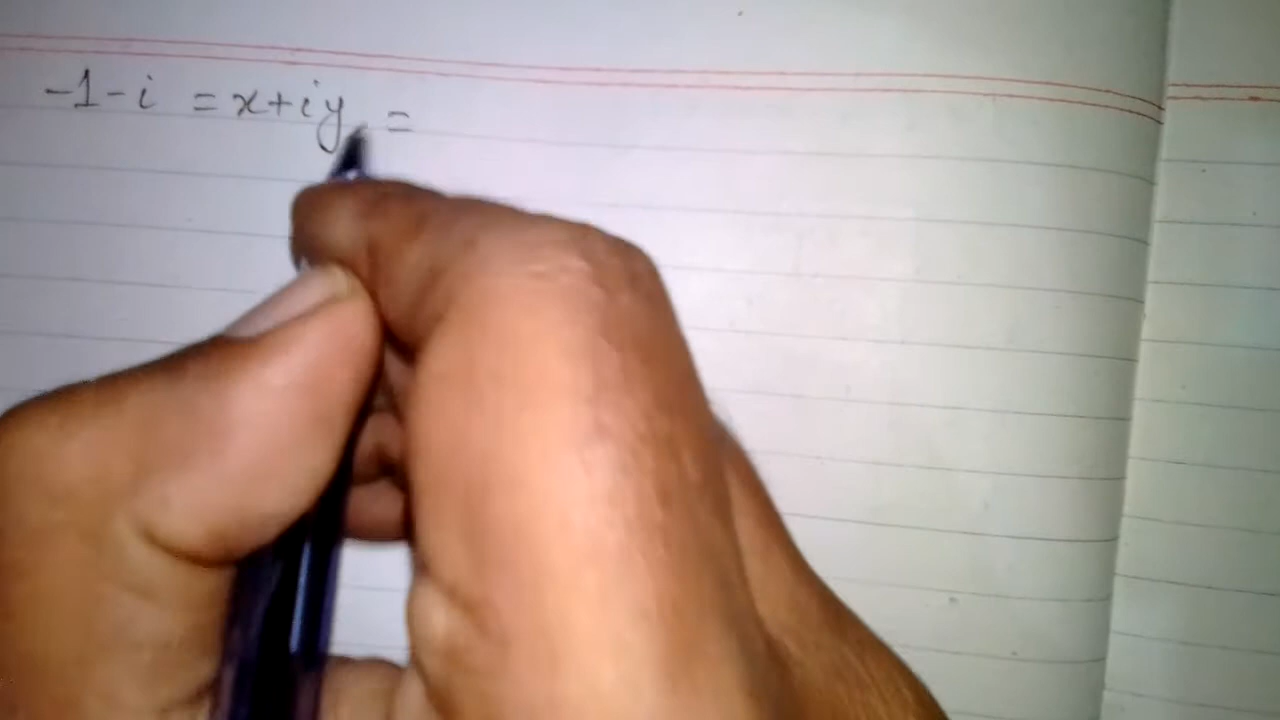 -1-i = x+iy =